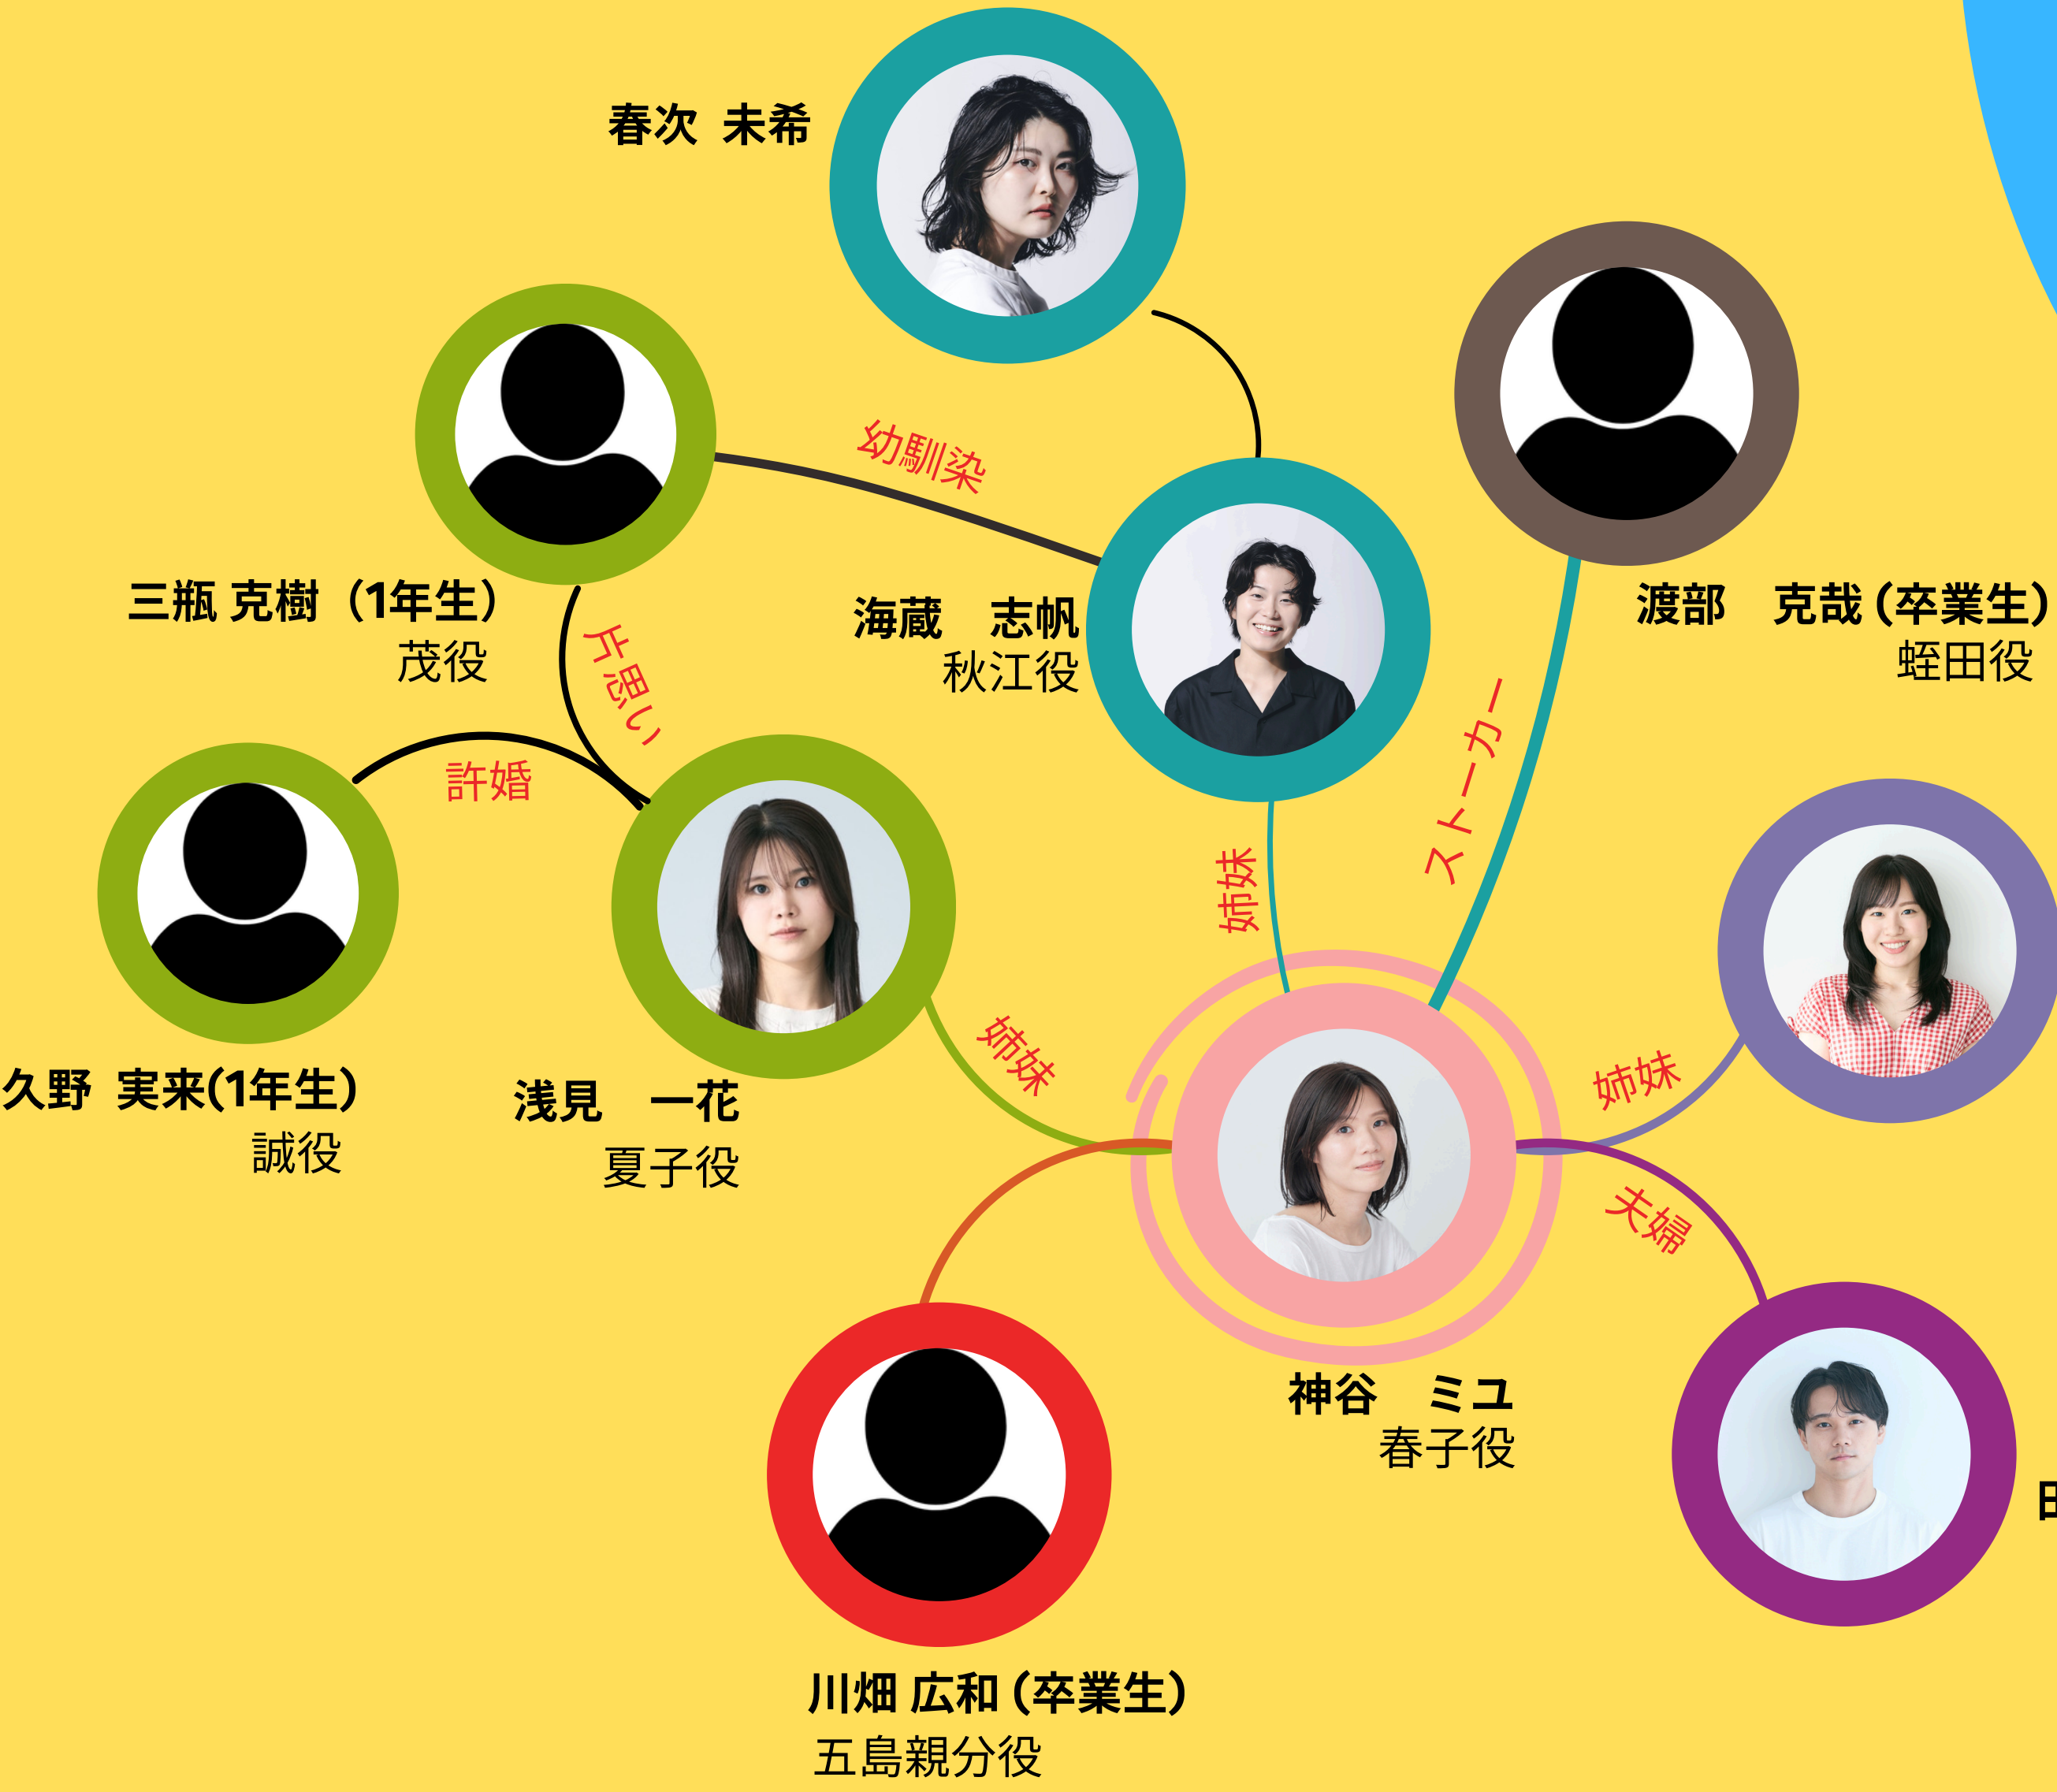 春次 未希
幼馴染
三瓶 克樹（1年生）
茂役
片思い
海蔵 志帆
秋江役
渡部 克哉（卒業生）
蛭田役
ストーカー
許婚
姉妹
久野 実来(1年生）
誠役
浅見 一花
夏子役
姉妹
姉妹
夫婦
神谷 ミユ
春子役
川畑 広和（卒業生）
五島親分役